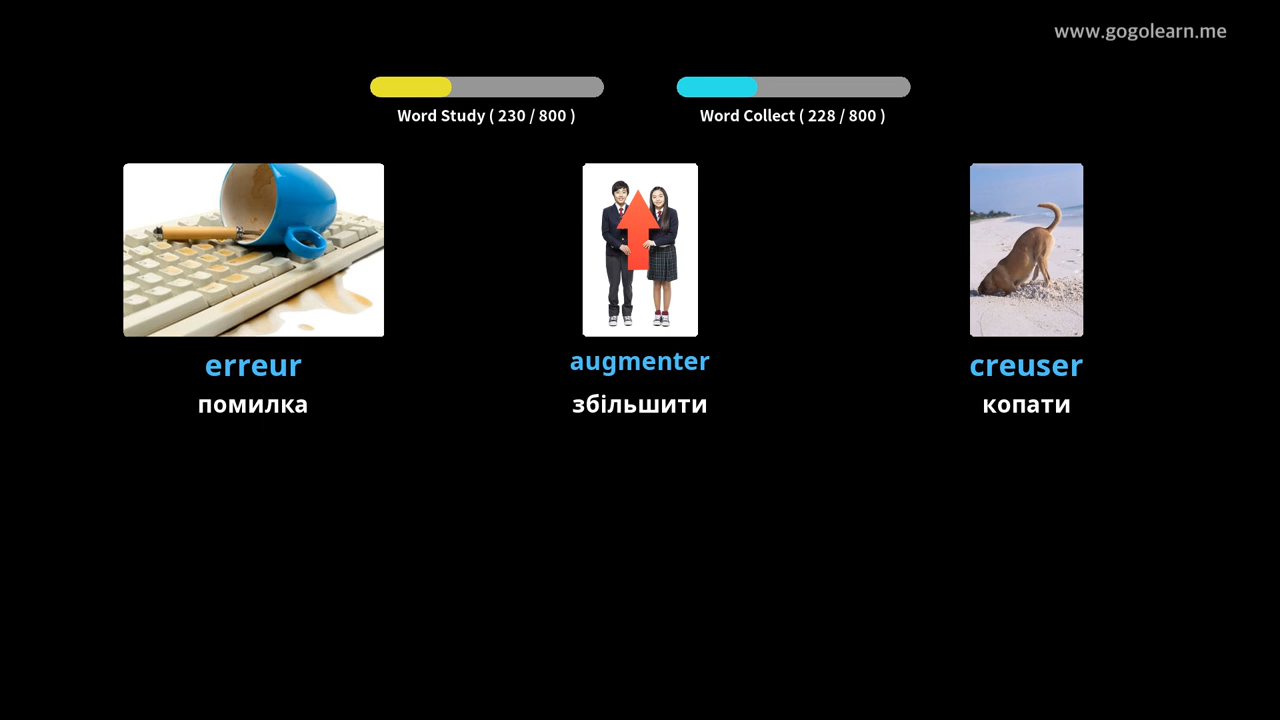 www.gogolearn.me
Word Study ( 230 / 800 )
Word Collect ( 228 / 800 )
erreur
помилка
augmenter
збільшити
creuser
копати